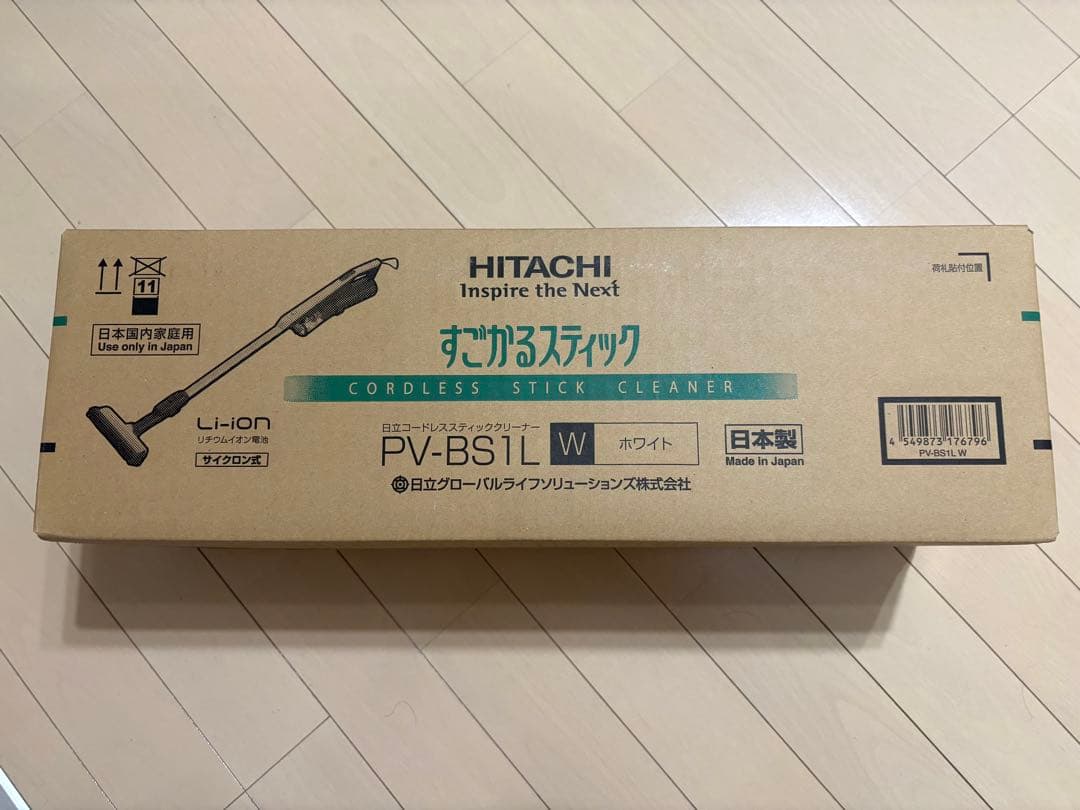 11
日本国内家庭用
Use only in Japan
Li-ion
リチウムイオン電池
サイクロン式
HITACHI
Inspire the Next
すごかるスティック
CORDLESS STICK CLEANER
日立コードレススティッククリーナー
PV-BS1L W ホワイト
日立グローバルライフソリューションズ株式会社
日本製
Made in Japan
荷札貼付位置
4 549873 176796
PV-BS1L W